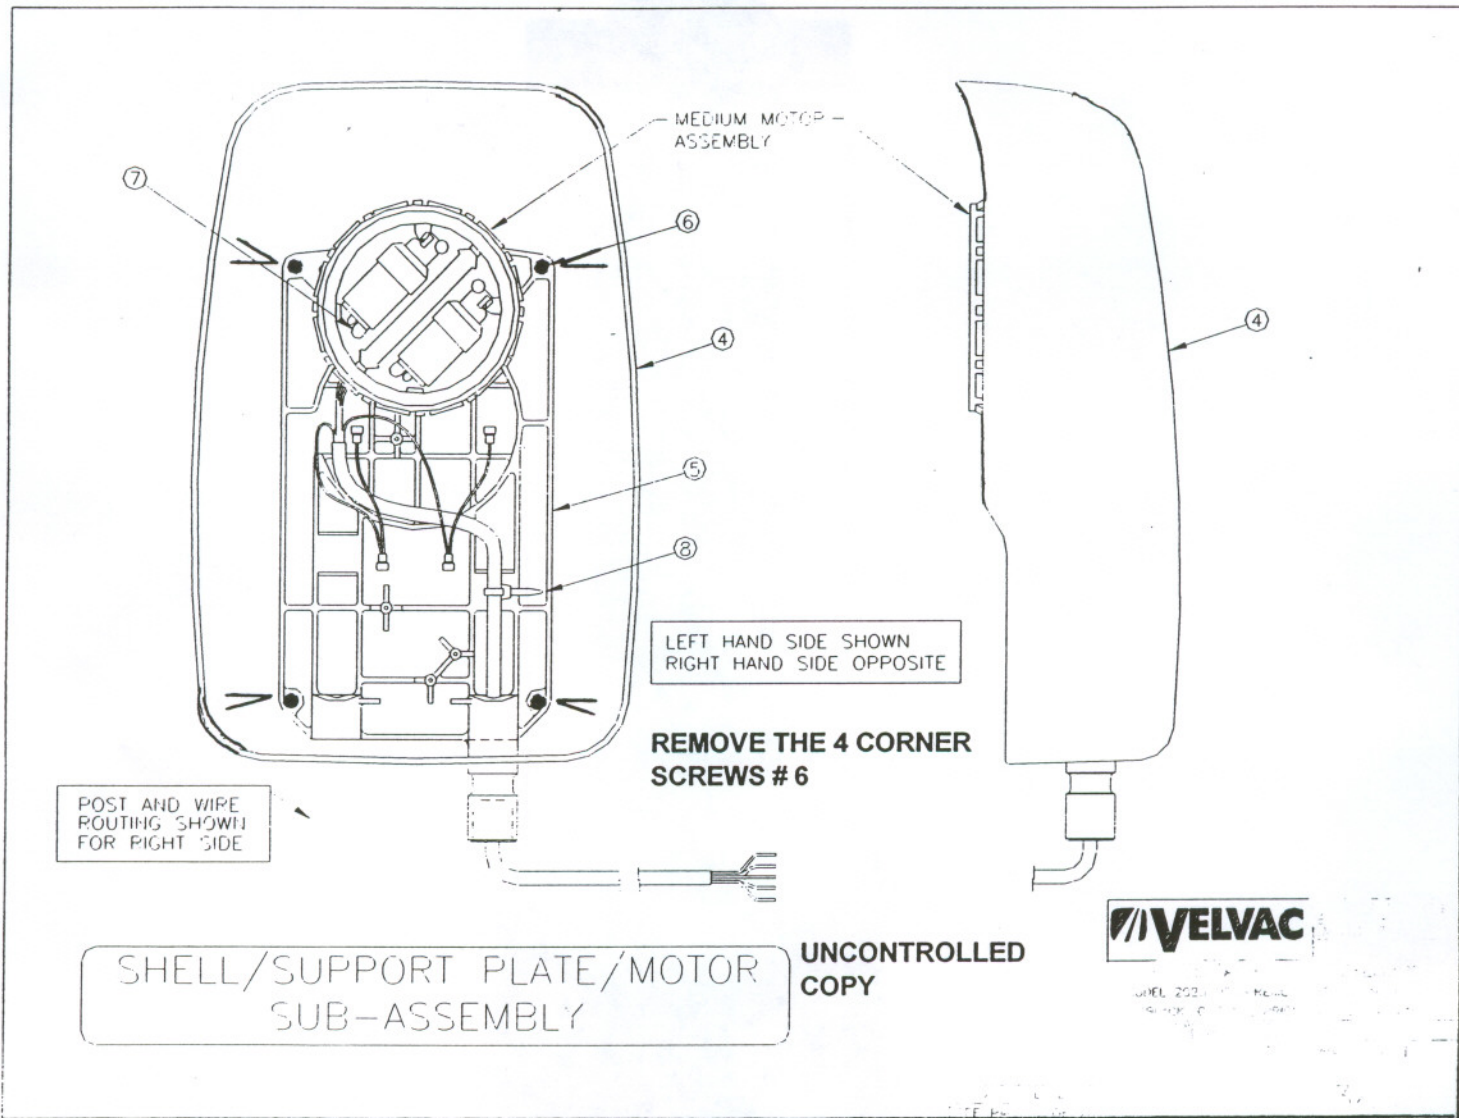 MEDIUM MOTOR
ASSEMBLY
7
6
4
5
8
4
LEFT HAND SIDE SHOWN
RIGHT HAND SIDE OPPOSITE
REMOVE THE 4 CORNER
SCREWS # 6
POST AND WIRE
ROUTING SHOWN
FOR RIGHT SIDE
VELVAC
SHELL/SUPPORT PLATE/MOTOR
SUB-ASSEMBLY
UNCONTROLLED
COPY